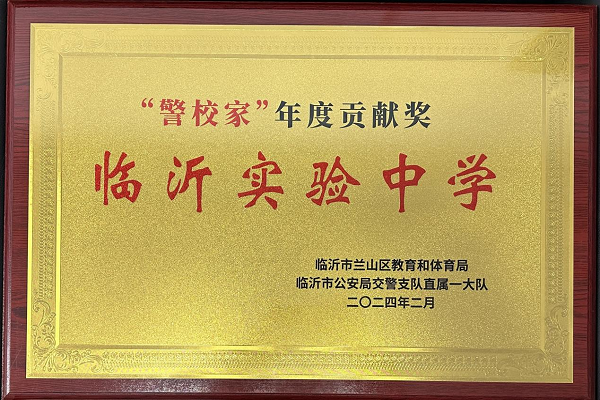 “警校家”年度贡献奖
临沂实验中学
临沂市兰山区教育和体育局
临沂市公安局交警支队直属一大队
二〇二四年二月